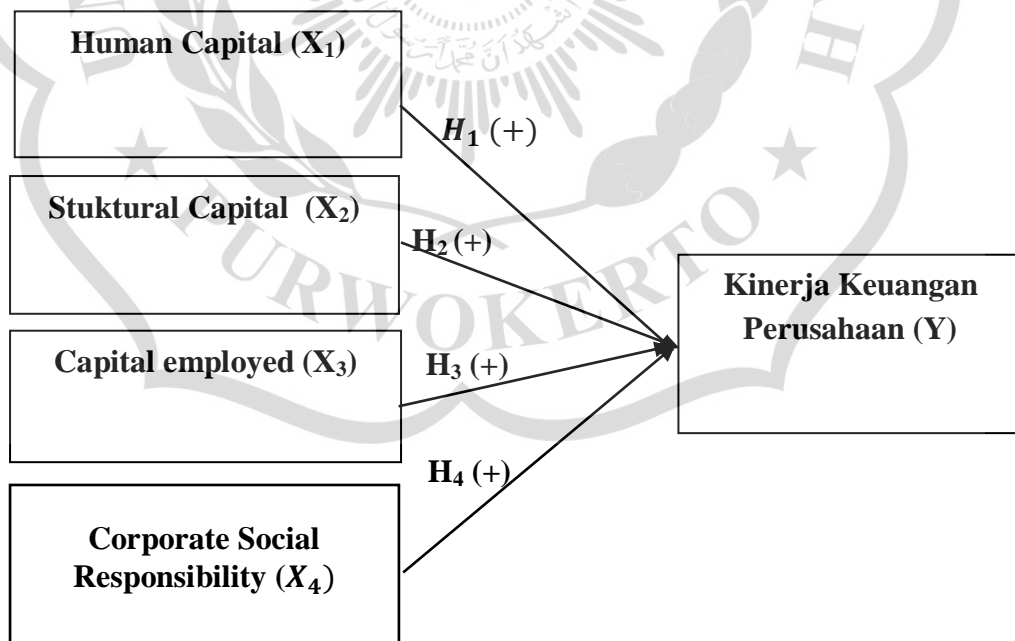 Human Capital (X₁)
H₁ (+)
Stuktural Capital (X₂)
H₂ (+)
Kinerja Keuangan
Perusahaan (Y)
Capital employed (X₃)
H₃ (+)
H₄ (+)
Corporate Social
Responsibility (X₄)
PURWOKERTO